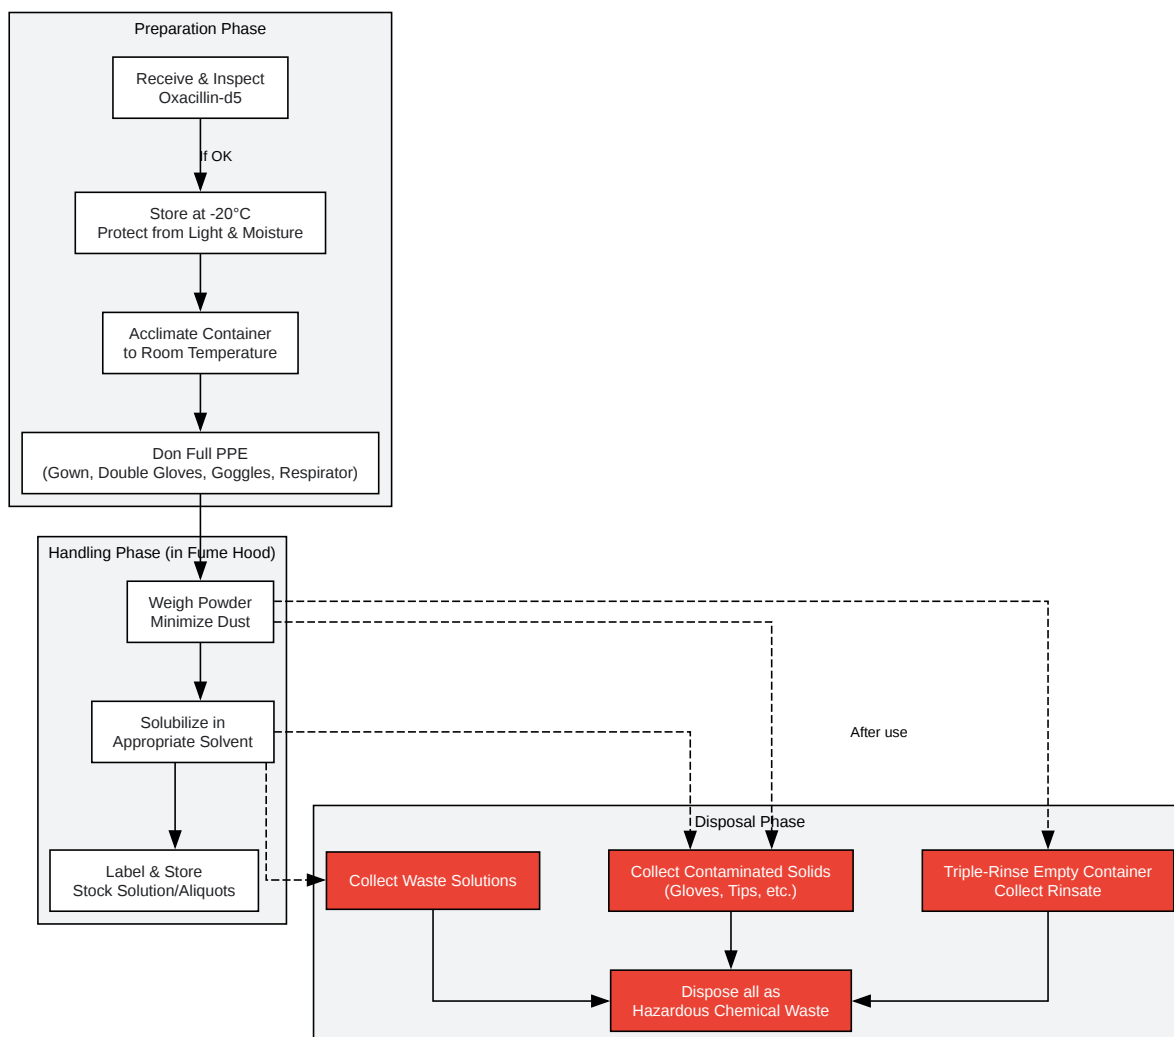 Preparation Phase
Receive & Inspect
Oxacillin-d5
If OK
Store at -20°C
Protect from Light & Moisture
Acclimate Container
to Room Temperature
Don Full PPE
(Gown, Double Gloves, Goggles, Respirator)
Handling Phase (in Fume Hood)
Weigh Powder
Minimize Dust
Solubilize in
Appropriate Solvent
After use
Label & Store
Stock Solution/Aliquots
Disposal Phase
Collect Waste Solutions
Collect Contaminated Solids
(Gloves, Tips, etc.)
Triple-Rinse Empty Container
Collect Rinsate
Dispose all as
Hazardous Chemical Waste